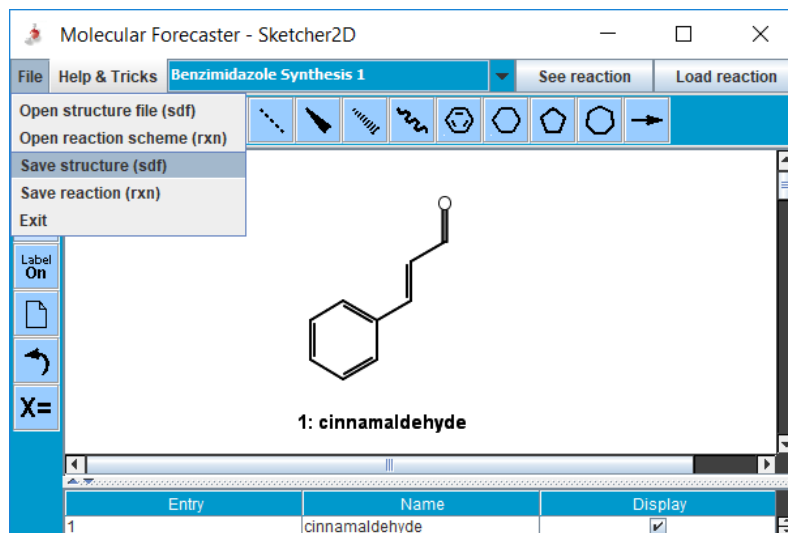 Molecular Forecaster - Sketcher2D
File Help & Tricks Benzimidazole Synthesis 1 See reaction Load reaction
Open structure file (sdf)
Open reaction scheme (rxn)
Save structure (sdf)
Save reaction (rxn)
Exit
Label
On
X=
O
1: cinnamaldehyde
Entry Name Display
1 cinnamaldehyde